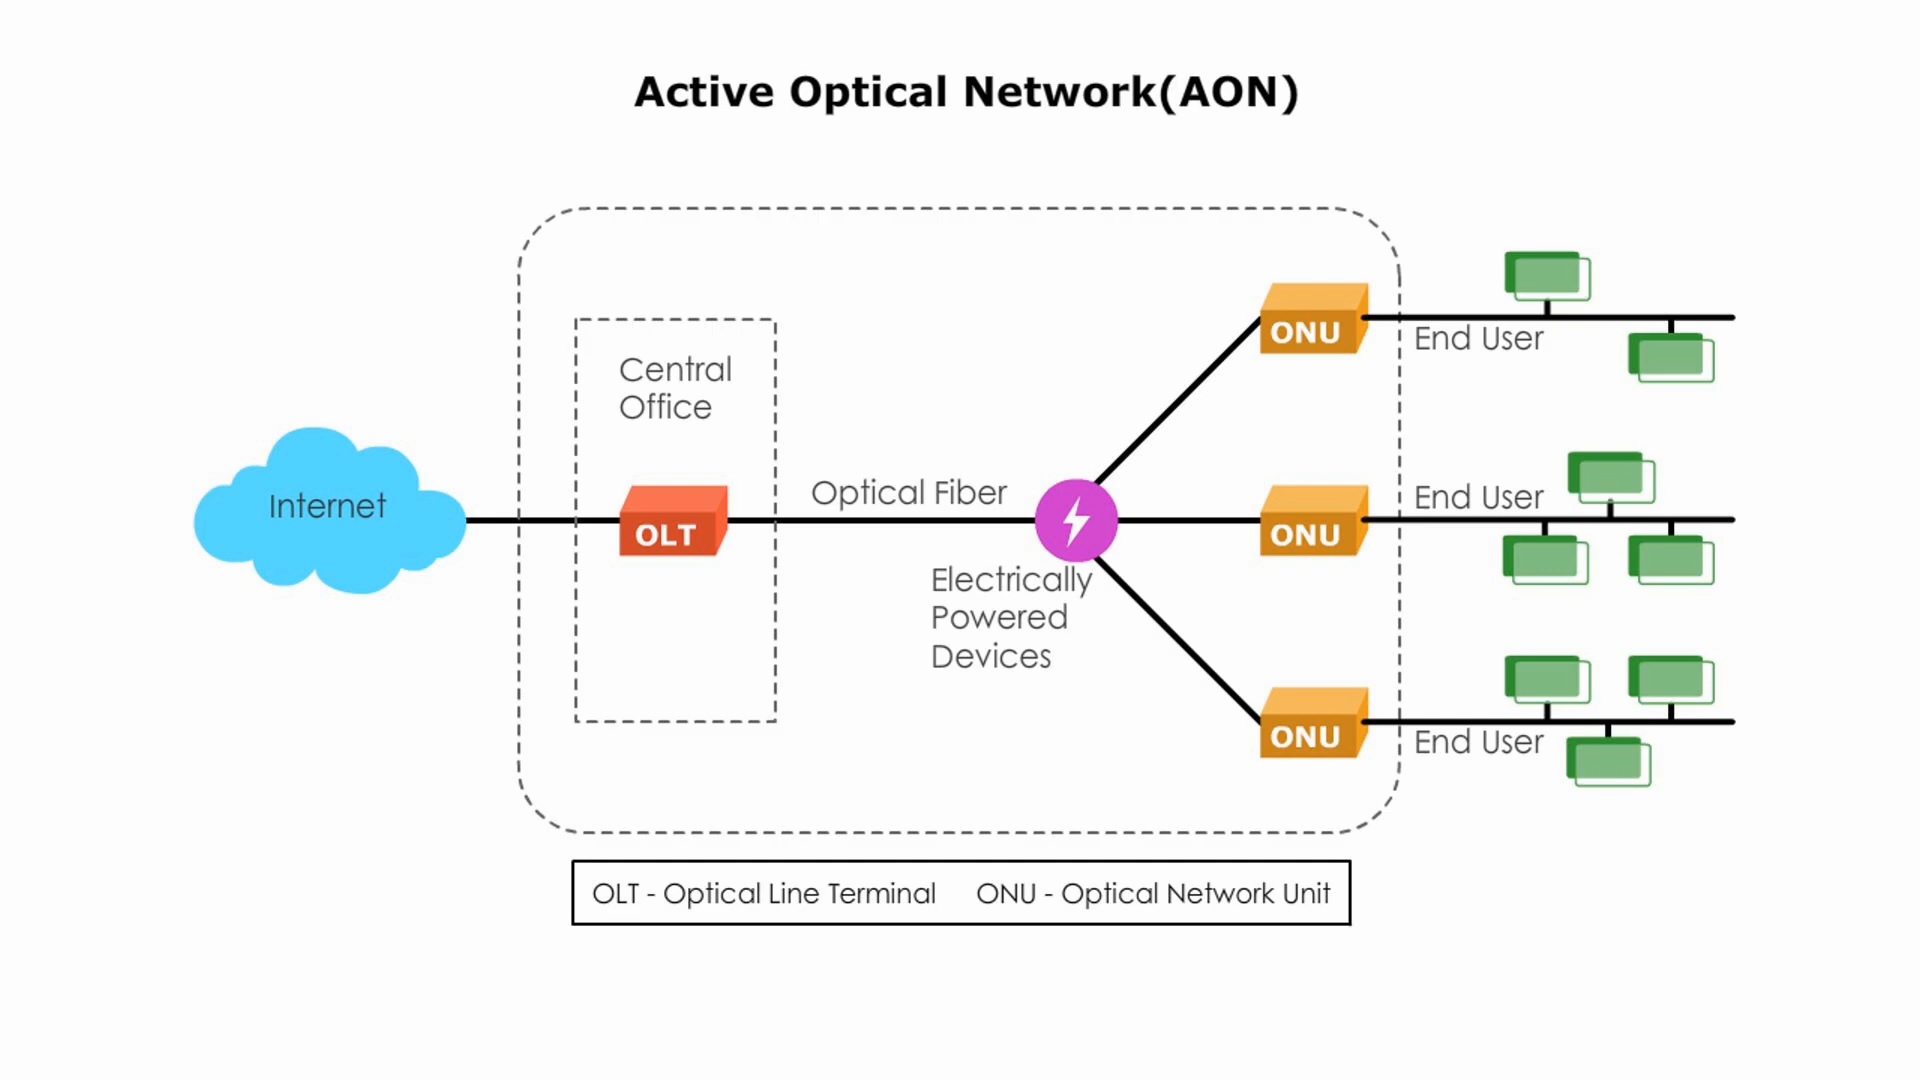 Active Optical Network(AON)
Central
Office
Internet
OLT
Optical Fiber
Electrically
Powered
Devices
ONU
End User
ONU
End User
ONU
End User
OLT - Optical Line Terminal
ONU - Optical Network Unit